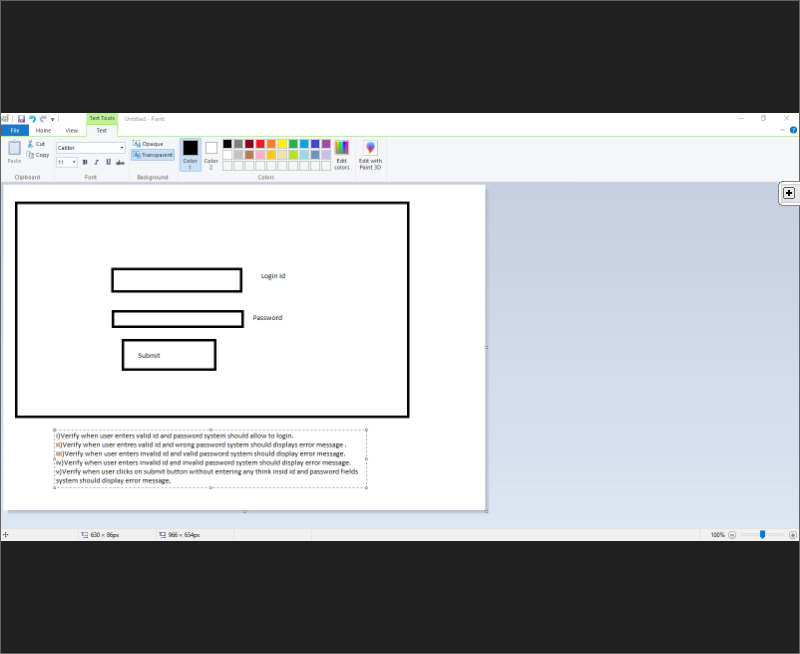 Text Tools Untitled - Paint
File Home View Text
Paste
Cut
Copy
Clipboard
Calibri
11 B I U abc
Font
Opaque
Transparent
Background
Color 1
Color 2
Colors
Edit colors
Edit with Paint 3D
Login Id
Password
Submit
i)Verify when user enters valid id and password system should allow to login.
ii)Verify when user entres valid id and wrong password system should displays error message .
iii)Verify when user enters invalid id and valid password system should display error message.
iv)Verify when user enters invalid id and invalid password system should display error message.
v)Verify when user clicks on submit button without entering any think insid id and password fields
system should display error message,
630 × 86px 966 × 654px 100%